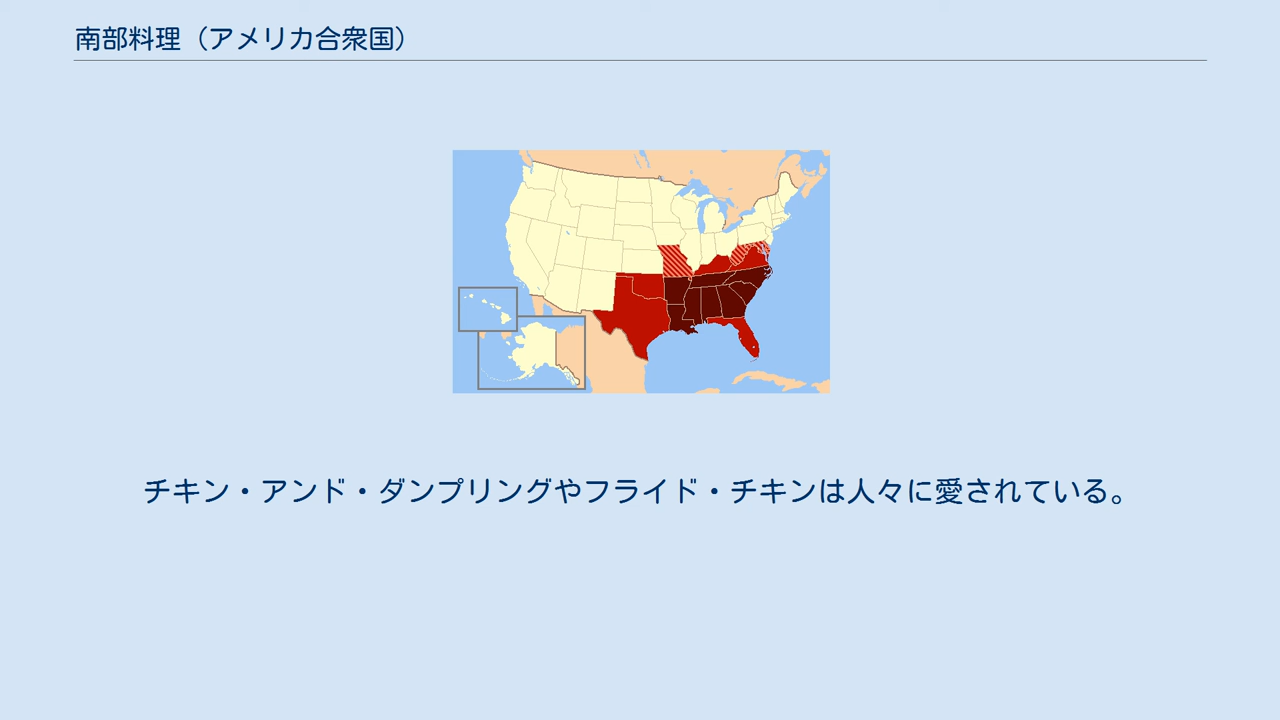 南部料理（アメリカ合衆国）
チキン・アンド・ダンプリングやフライド・チキンは人々に愛されている。